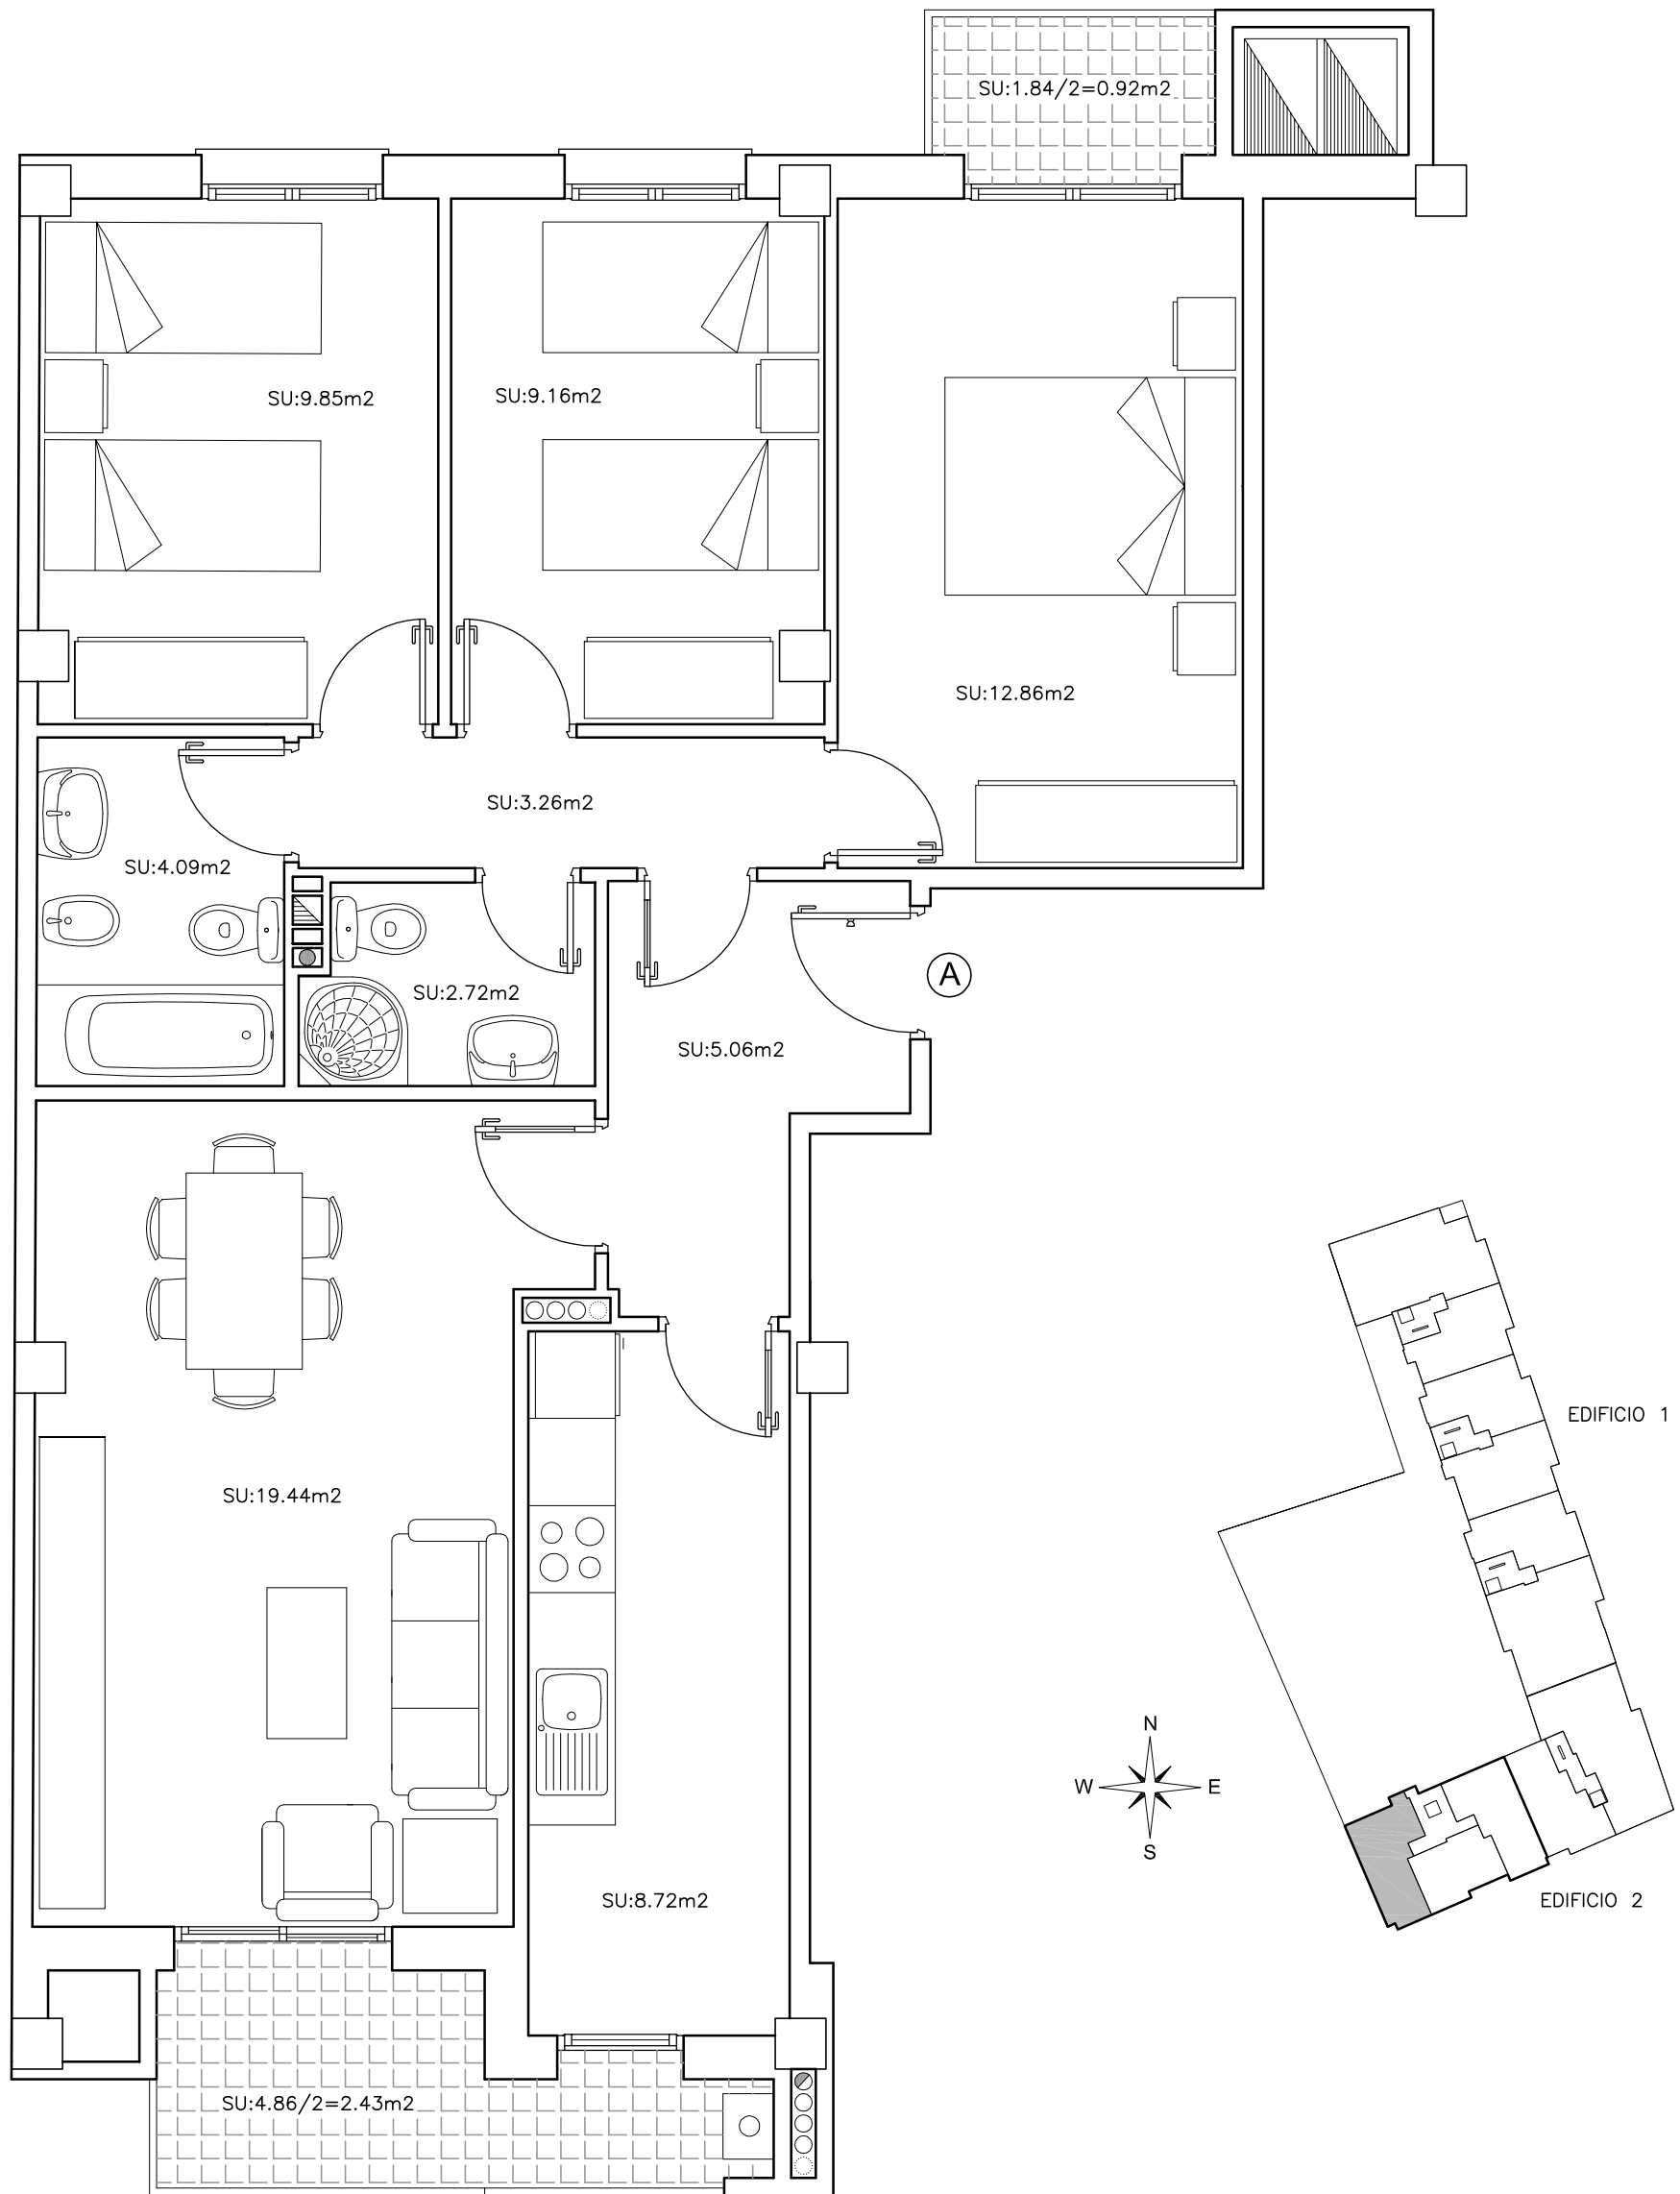 SU:1.84/2=0.92m2
SU:9.85m2
SU:9.16m2
SU:12.86m2
SU:3.26m2
SU:4.09m2
A
SU:2.72m2
SU:5.06m2
EDIFICIO 1
SU:19.44m2
N
W
E
S
SU:8.72m2
EDIFICIO 2
SU:4.86/2=2.43m2